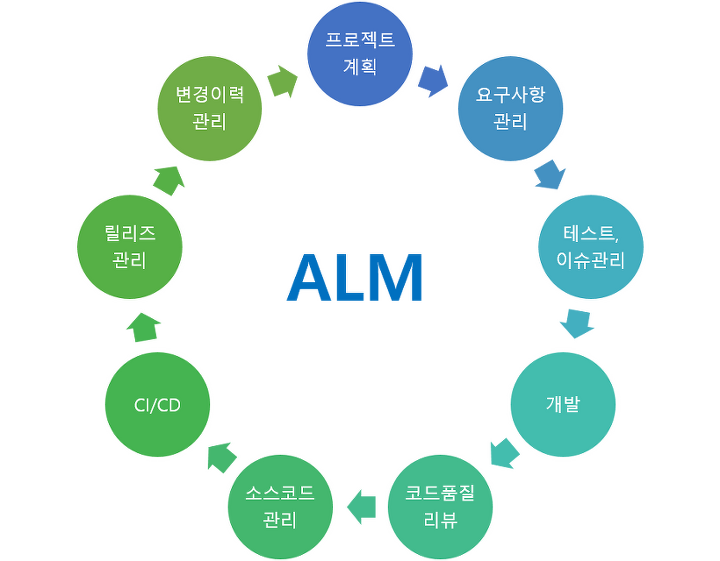 프로젝트
계획
요구사항
관리
테스트,
이슈관리
개발
코드품질
리뷰
소스코드
관리
CI/CD
릴리즈
관리
변경이력
관리
ALM